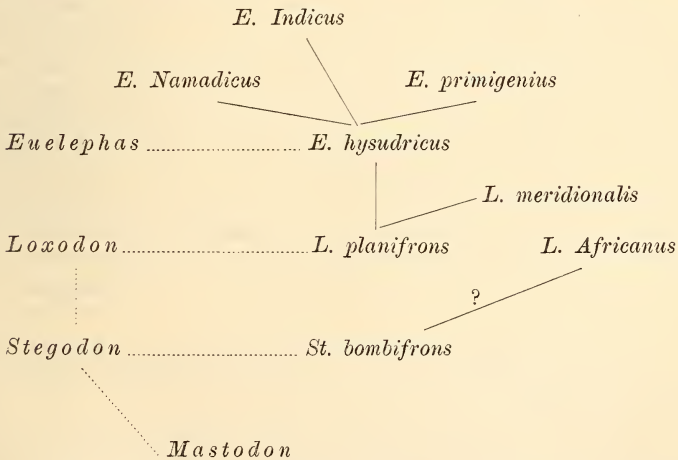 E. Indicus
E. Namadicus E. primigenius
Euelephas ........................... E. hysudricus
L. meridionalis
Loxodon ................................ L. planifrons L. Africanus
?
Stegodon ............................. St. bombifrons
Mastodon